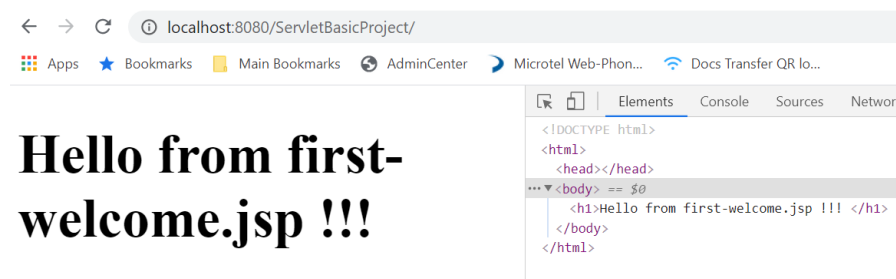 localhost:8080/ServletBasicProject/
Apps Bookmarks Main Bookmarks AdminCenter Microtel Web-Phon... Docs Transfer QR lo...
Hello from first-
welcome.jsp !!!
Elements Console Sources Networ
<!DOCTYPE html>
<html>
<head></head>
••• ▼<body> == $0
<h1>Hello from first-welcome.jsp !!! </h1>
</body>
</html>